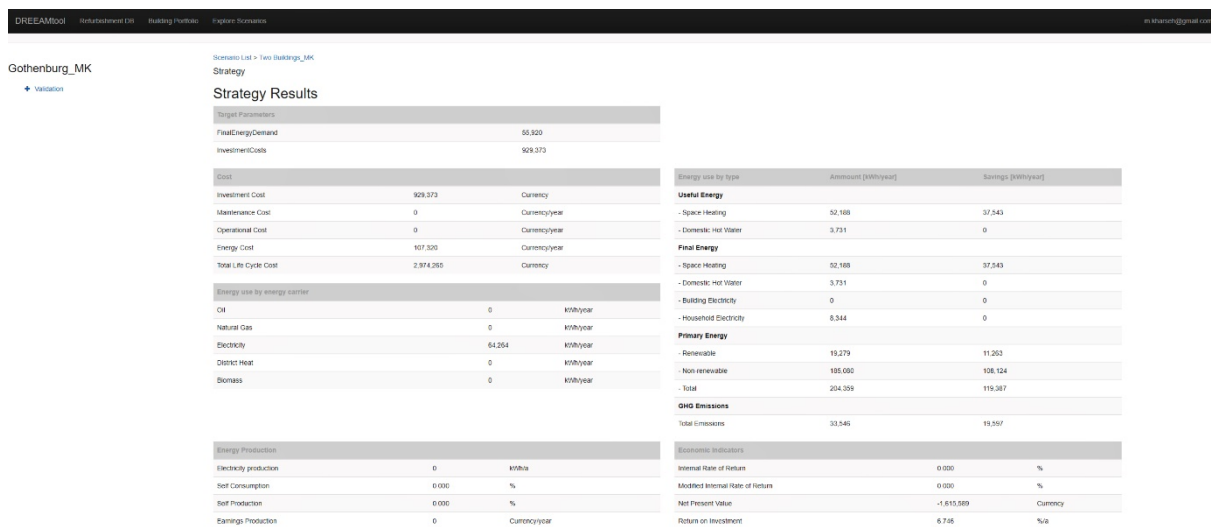 DREEAMtool Refurbishment DB Building Portfolio Explore Scenarios m.kharseh@gmail.com
Gothenburg_MK
+ Validation
Scenario List > Two Buildings_MK
Strategy
Strategy Results
Target Parameters
FinalEnergyDemand 55,920
InvestmentCosts 929,373
Cost
Investment Cost 929,373 Currency
Maintenance Cost 0 Currency/year
Operational Cost 0 Currency/year
Energy Cost 107,320 Currency/year
Total Life Cycle Cost 2,974,265 Currency
Energy use by energy carrier
Oil 0 kWh/year
Natural Gas 0 kWh/year
Electricity 64,264 kWh/year
District Heat 0 kWh/year
Biomass 0 kWh/year
Energy use by type Ammount [kWh/year] Savings [kWh/year]
Useful Energy
- Space Heating 52,188 37,543
- Domestic Hot Water 3,731 0
Final Energy
- Space Heating 52,188 37,543
- Domestic Hot Water 3,731 0
- Building Electricity 0 0
- Household Electricity 8,344 0
Primary Energy
- Renewable 19,279 11,263
- Non-renewable 185,080 108,124
- Total 204,359 119,387
GHG Emissions
Total Emissions 33,546 19,597
Energy Production
Electricity production 0 kWh/a
Self Consumption 0.000 %
Self Production 0.000 %
Earnings Production 0 Currency/year
Economic Indicators
Internal Rate of Return 0.000 %
Modified Internal Rate of Return 0.000 %
Net Present Value -1,615,589 Currency
Return on Investment 6.746 %/a